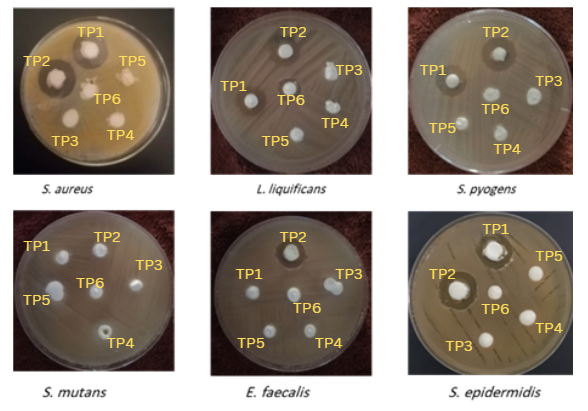 TP1
TP2
TP5
TP6
TP3
TP4
S. aureus
TP2
TP3
TP1
TP6
TP4
TP5
L. liquificans
TP2
TP1
TP3
TP6
TP5
TP4
S. pyogens
TP1
TP2
TP3
TP6
TP5
TP4
S. mutans
TP2
TP1
TP3
TP6
TP5
TP4
E. faecalis
TP1
TP5
TP2
TP6
TP4
TP3
S. epidermidis